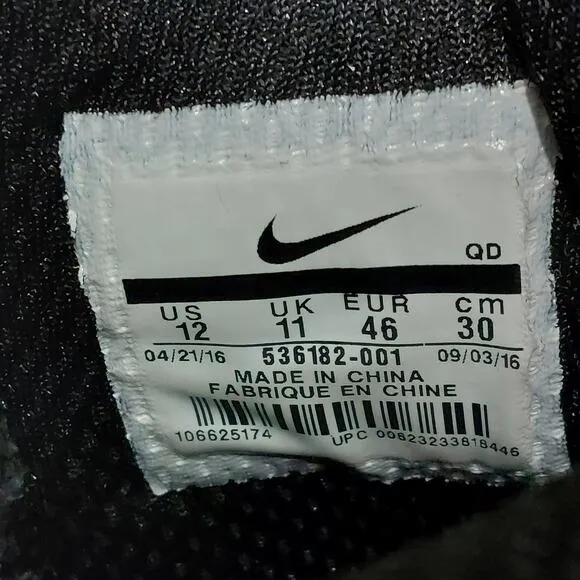 QD
US UK EUR cm
12 11 46 30
04/21/16 536182-001 09/03/16
MADE IN CHINA
FABRIQUE EN CHINE
106625174 UPC 00823233818446